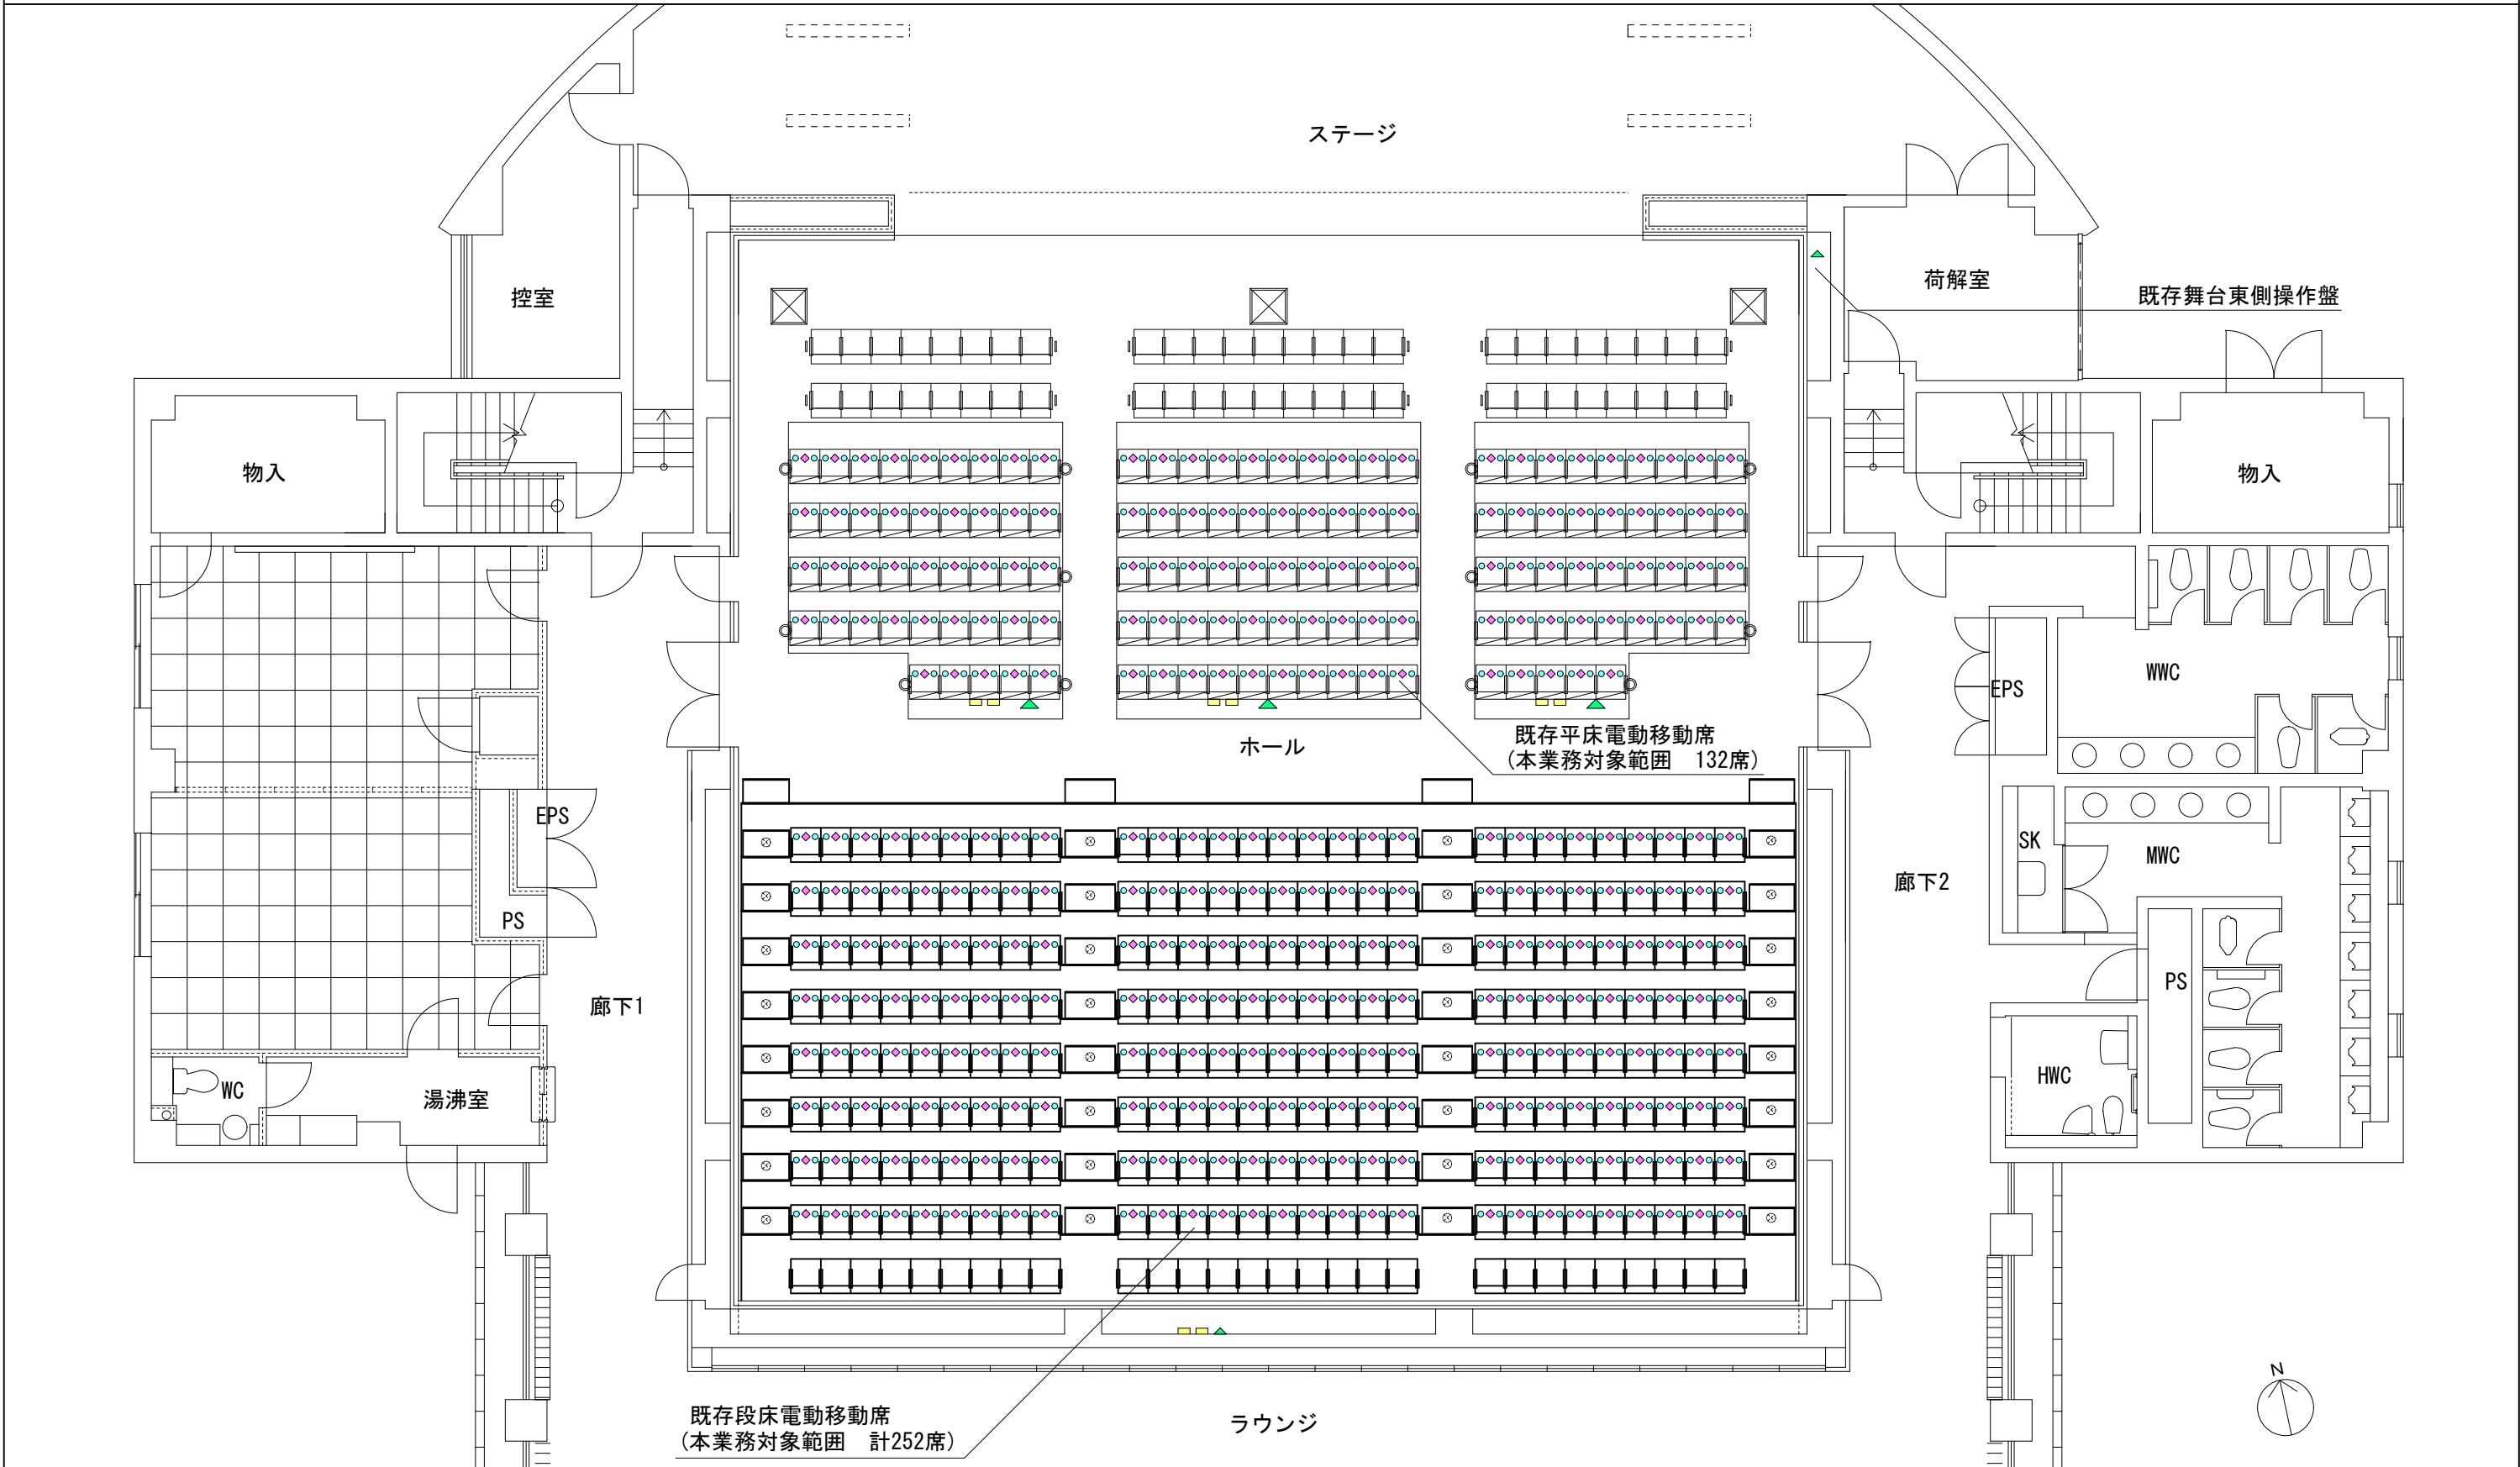 ステージ
控室
荷解室
既存舞台東側操作盤
物入
物入
WWC
EPS
既存平床電動移動席
(本業務対象範囲　132席)
ホール
EPS
SK
MWC
廊下2
PS
PS
廊下1
HWC
WC
湯沸室
N
既存段床電動移動席
(本業務対象範囲　計252席)
ラウンジ